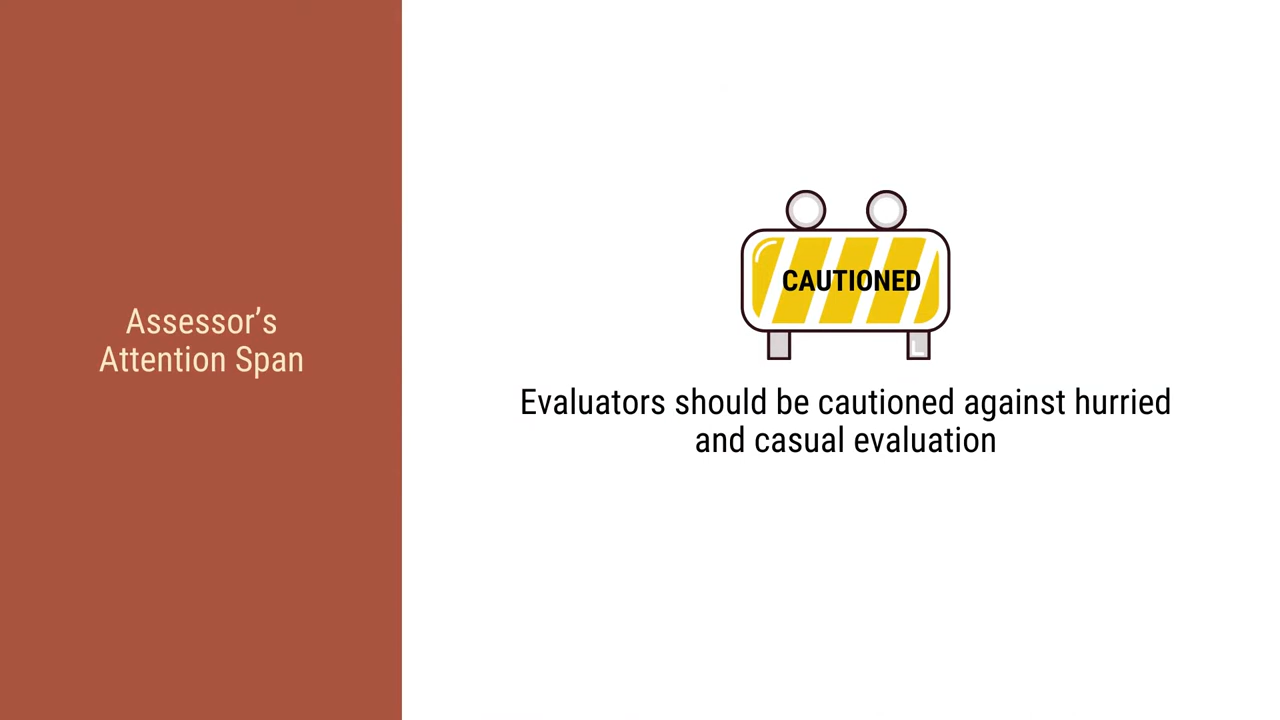 Assessor’s
Attention Span
CAUTIONED
Evaluators should be cautioned against hurried
and casual evaluation